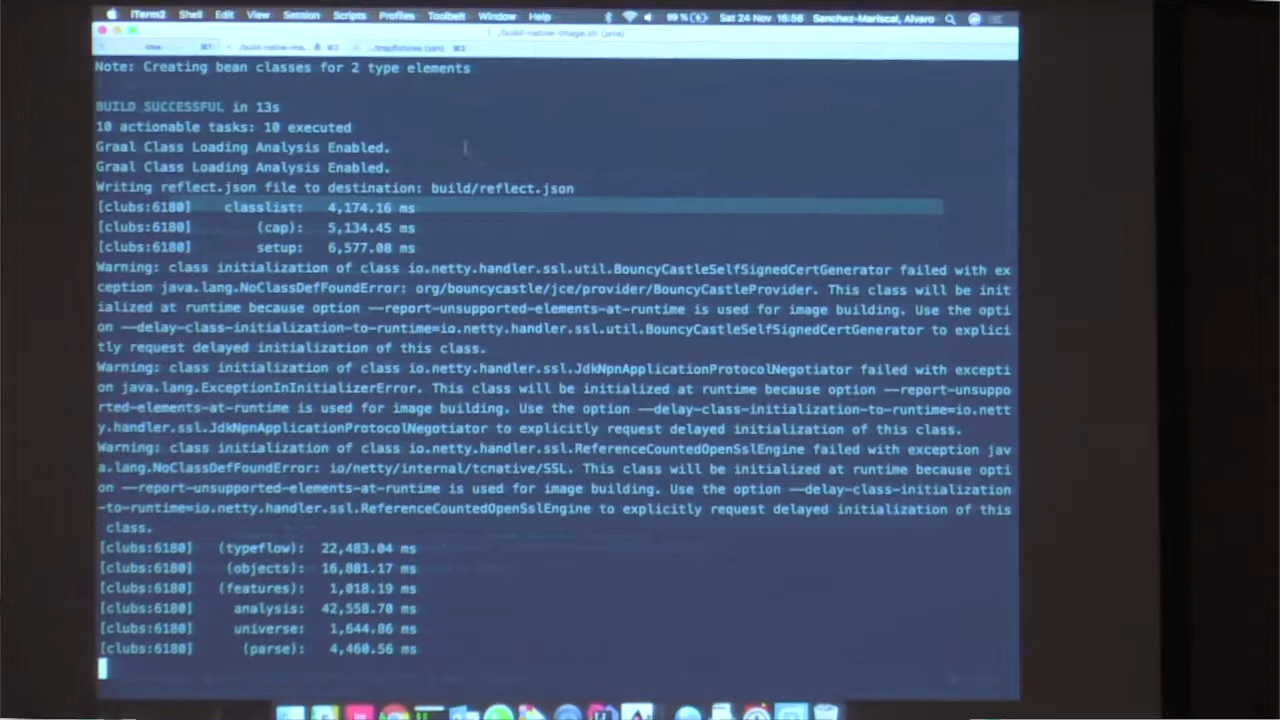 iTerm2 Shell Edit View Session Scripts Profiles Toolbelt Window Help 99 % Sat 24 Nov 16:56 Sanchez-Mariscal, Alvaro
./build-native-image.sh (java)
Note: Creating bean classes for 2 type elements
BUILD SUCCESSFUL in 13s
10 actionable tasks: 10 executed
Graal Class Loading Analysis Enabled.
Graal Class Loading Analysis Enabled.
Writing reflect.json file to destination: build/reflect.json
[clubs:6180] classlist: 4,174.16 ms
[clubs:6180] (cap): 5,134.45 ms
[clubs:6180] setup: 6,577.08 ms
Warning: class initialization of class io.netty.handler.ssl.util.BouncyCastleSelfSignedCertGenerator failed with ex
ception java.lang.NoClassDefFoundError: org/bouncycastle/jce/provider/BouncyCastleProvider. This class will be init
ialized at runtime because option --report-unsupported-elements-at-runtime is used for image building. Use the opti
on --delay-class-initialization-to-runtime=io.netty.handler.ssl.util.BouncyCastleSelfSignedCertGenerator to explici
tly request delayed initialization of this class.
Warning: class initialization of class io.netty.handler.ssl.JdkNpnApplicationProtocolNegotiator failed with excepti
on java.lang.ExceptionInInitializerError. This class will be initialized at runtime because option --report-unsuppo
rted-elements-at-runtime is used for image building. Use the option --delay-class-initialization-to-runtime=io.nett
y.handler.ssl.JdkNpnApplicationProtocolNegotiator to explicitly request delayed initialization of this class.
Warning: class initialization of class io.netty.handler.ssl.ReferenceCountedOpenSslEngine failed with exception jav
a.lang.NoClassDefFoundError: io/netty/internal/tcnative/SSL. This class will be initialized at runtime because opti
on --report-unsupported-elements-at-runtime is used for image building. Use the option --delay-class-initialization
-to-runtime=io.netty.handler.ssl.ReferenceCountedOpenSslEngine to explicitly request delayed initialization of this
class.
[clubs:6180] (typeflow): 22,483.04 ms
[clubs:6180] (objects): 16,881.17 ms
[clubs:6180] (features): 1,018.19 ms
[clubs:6180] analysis: 42,558.70 ms
[clubs:6180] universe: 1,644.86 ms
[clubs:6180] (parse): 4,460.56 ms